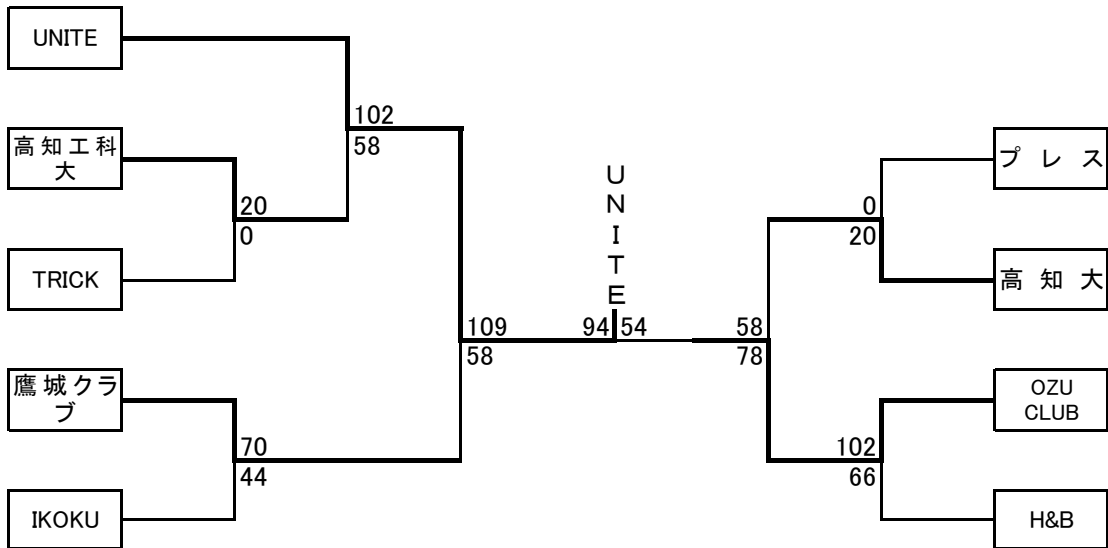 UNITE
102
58
高知工科
大
20
0
TRICK
109
58
鷹城クラ
ブ
70
44
IKOKU
UNITE
94 54
プレス
0
20
高知大
58
78
OZU
CLUB
102
66
H&B